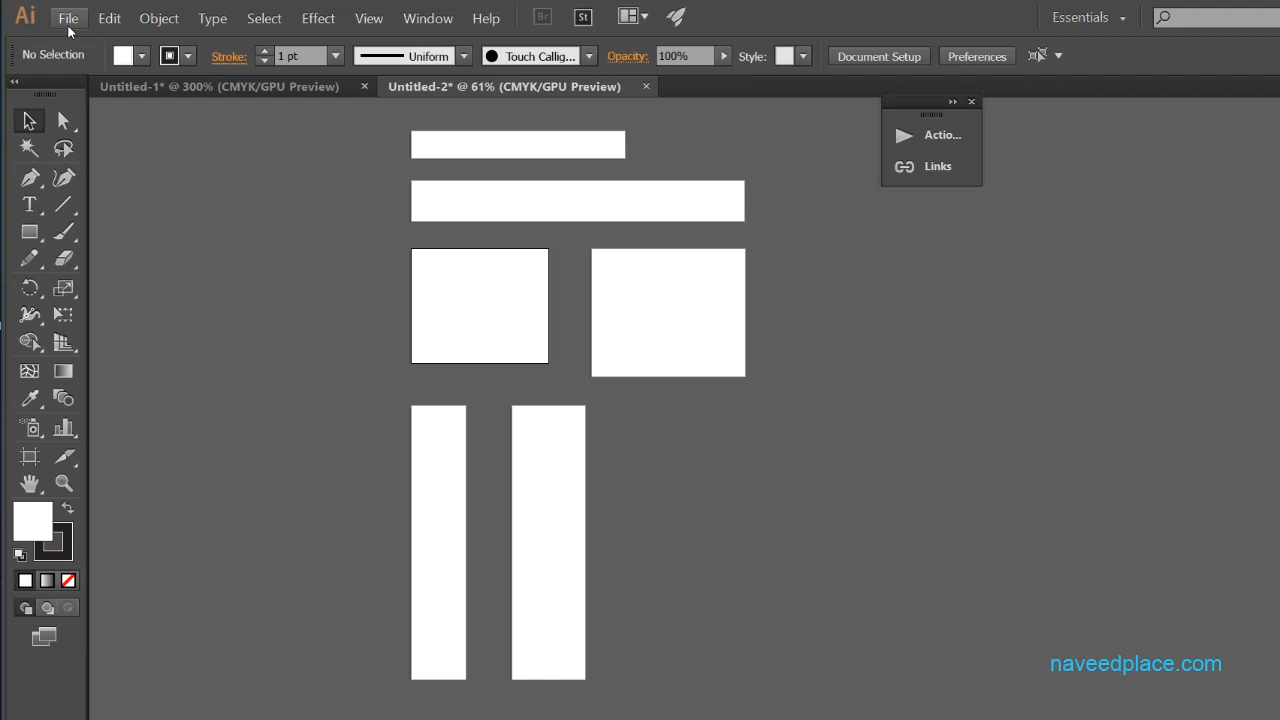 Ai File Edit Object Type Select Effect View Window Help Br St Essentials
No Selection Stroke: 1 pt Uniform Touch Callig... Opacity: 100% Style: Document Setup Preferences
Untitled-1* @ 300% (CMYK/GPU Preview) × Untitled-2* @ 61% (CMYK/GPU Preview) ×
Actio...
Links
T
naveedplace.com